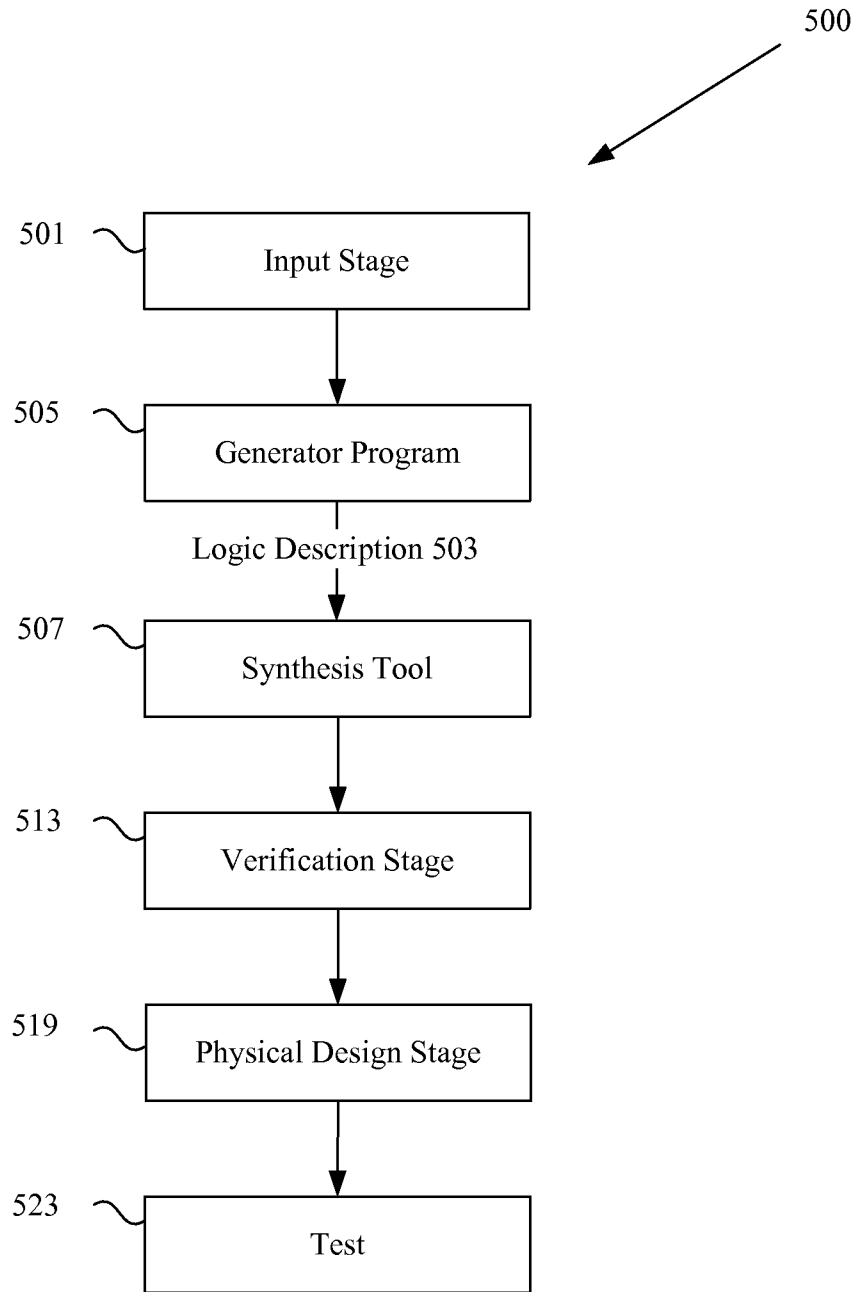 500
501
Input Stage
505
Generator Program
Logic Description 503
507
Synthesis Tool
513
Verification Stage
519
Physical Design Stage
523
Test